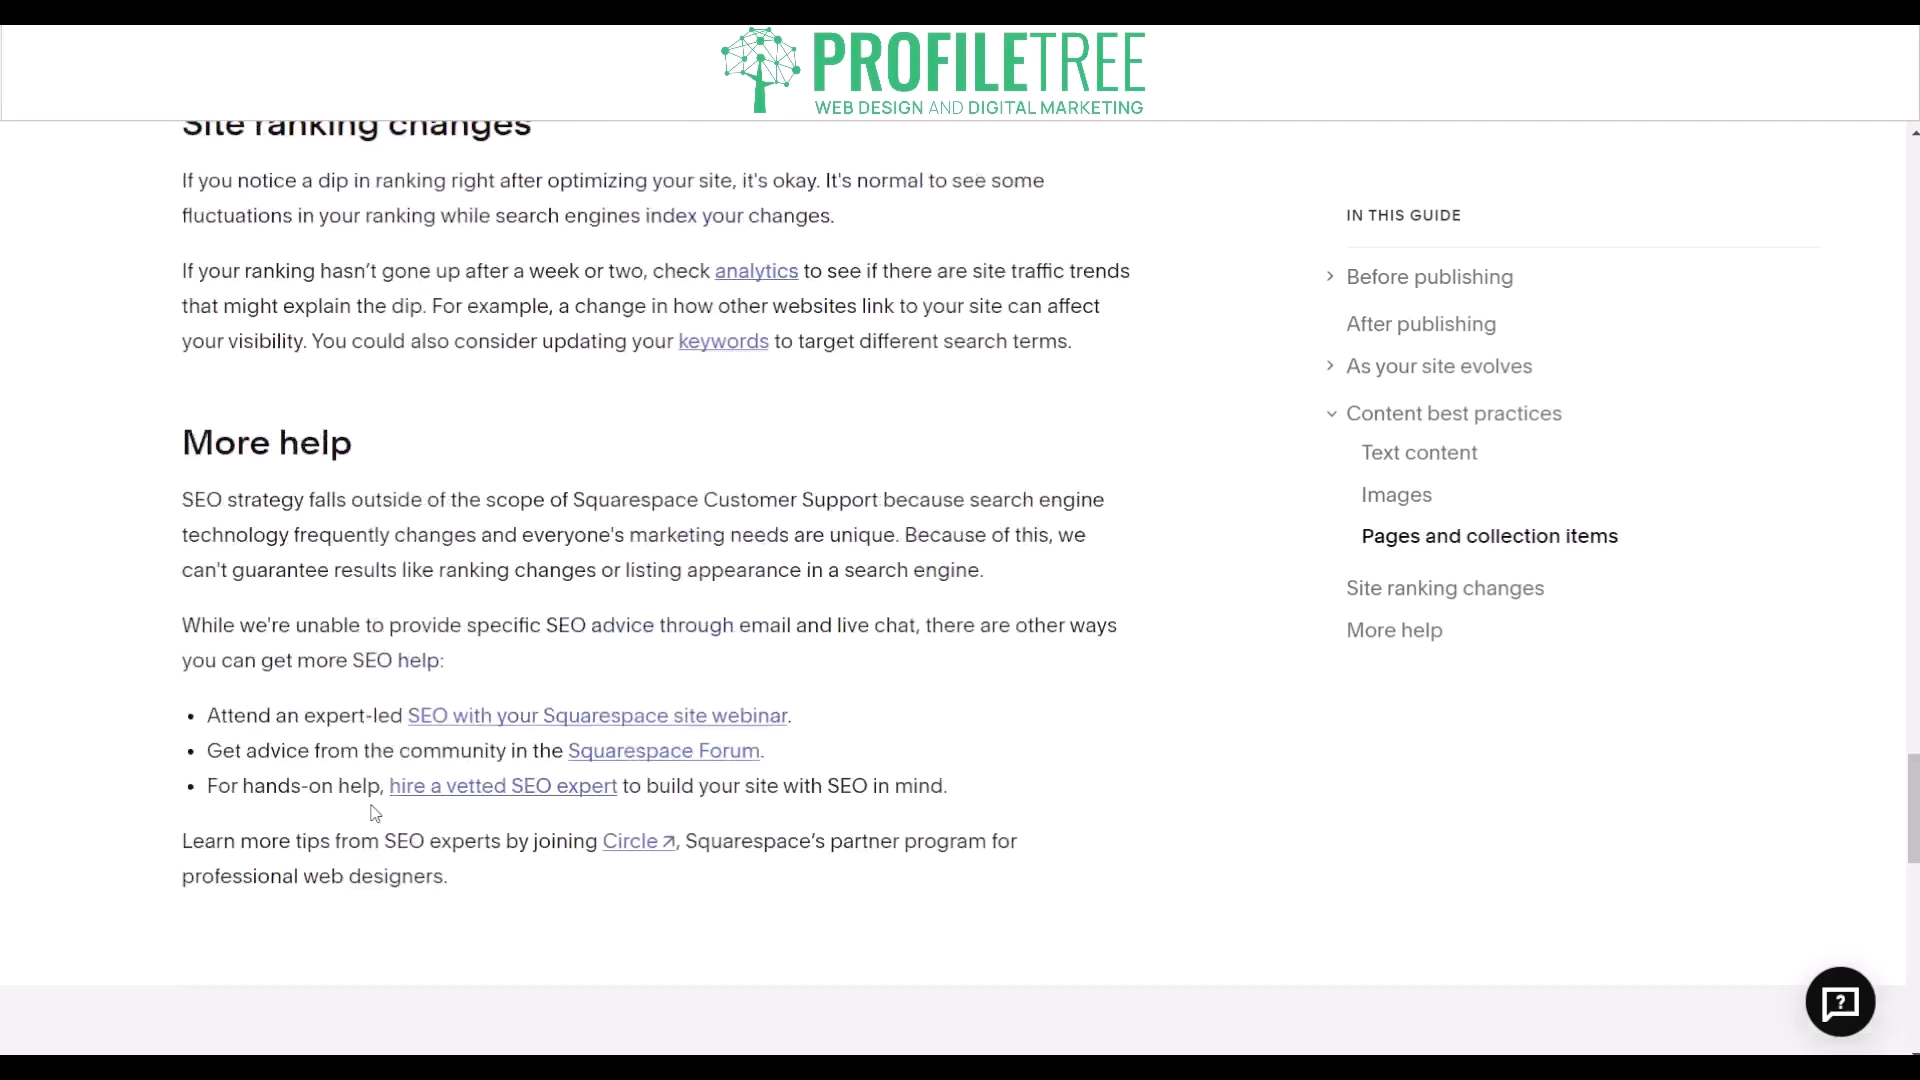 PROFILETREE
WEB DESIGN AND DIGITAL MARKETING
Site ranking changes
If you notice a dip in ranking right after optimizing your site, it's okay. It's normal to see some
fluctuations in your ranking while search engines index your changes.
If your ranking hasn’t gone up after a week or two, check analytics to see if there are site traffic trends
that might explain the dip. For example, a change in how other websites link to your site can affect
your visibility. You could also consider updating your keywords to target different search terms.
More help
SEO strategy falls outside of the scope of Squarespace Customer Support because search engine
technology frequently changes and everyone's marketing needs are unique. Because of this, we
can't guarantee results like ranking changes or listing appearance in a search engine.
While we're unable to provide specific SEO advice through email and live chat, there are other ways
you can get more SEO help:
• Attend an expert-led SEO with your Squarespace site webinar.
• Get advice from the community in the Squarespace Forum.
• For hands-on help, hire a vetted SEO expert to build your site with SEO in mind.
Learn more tips from SEO experts by joining Circle↗, Squarespace’s partner program for
professional web designers.
IN THIS GUIDE
Before publishing
After publishing
As your site evolves
Content best practices
Text content
Images
Pages and collection items
Site ranking changes
More help
?